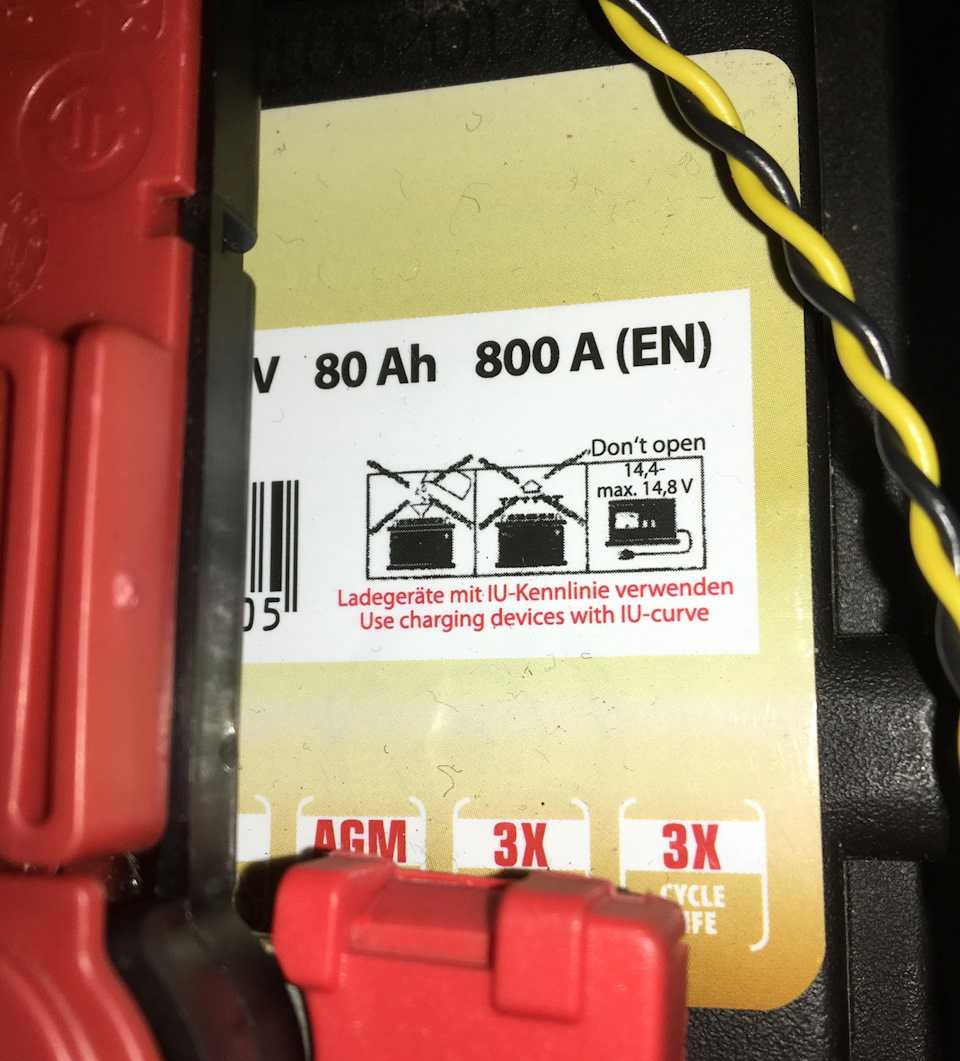 V 80 Ah 800 A (EN)
Don't open
14,4-
max. 14,8 V
05
Ladegeräte mit IU-Kennlinie verwenden
Use charging devices with IU-curve
AGM
3X
3X
CYCLE